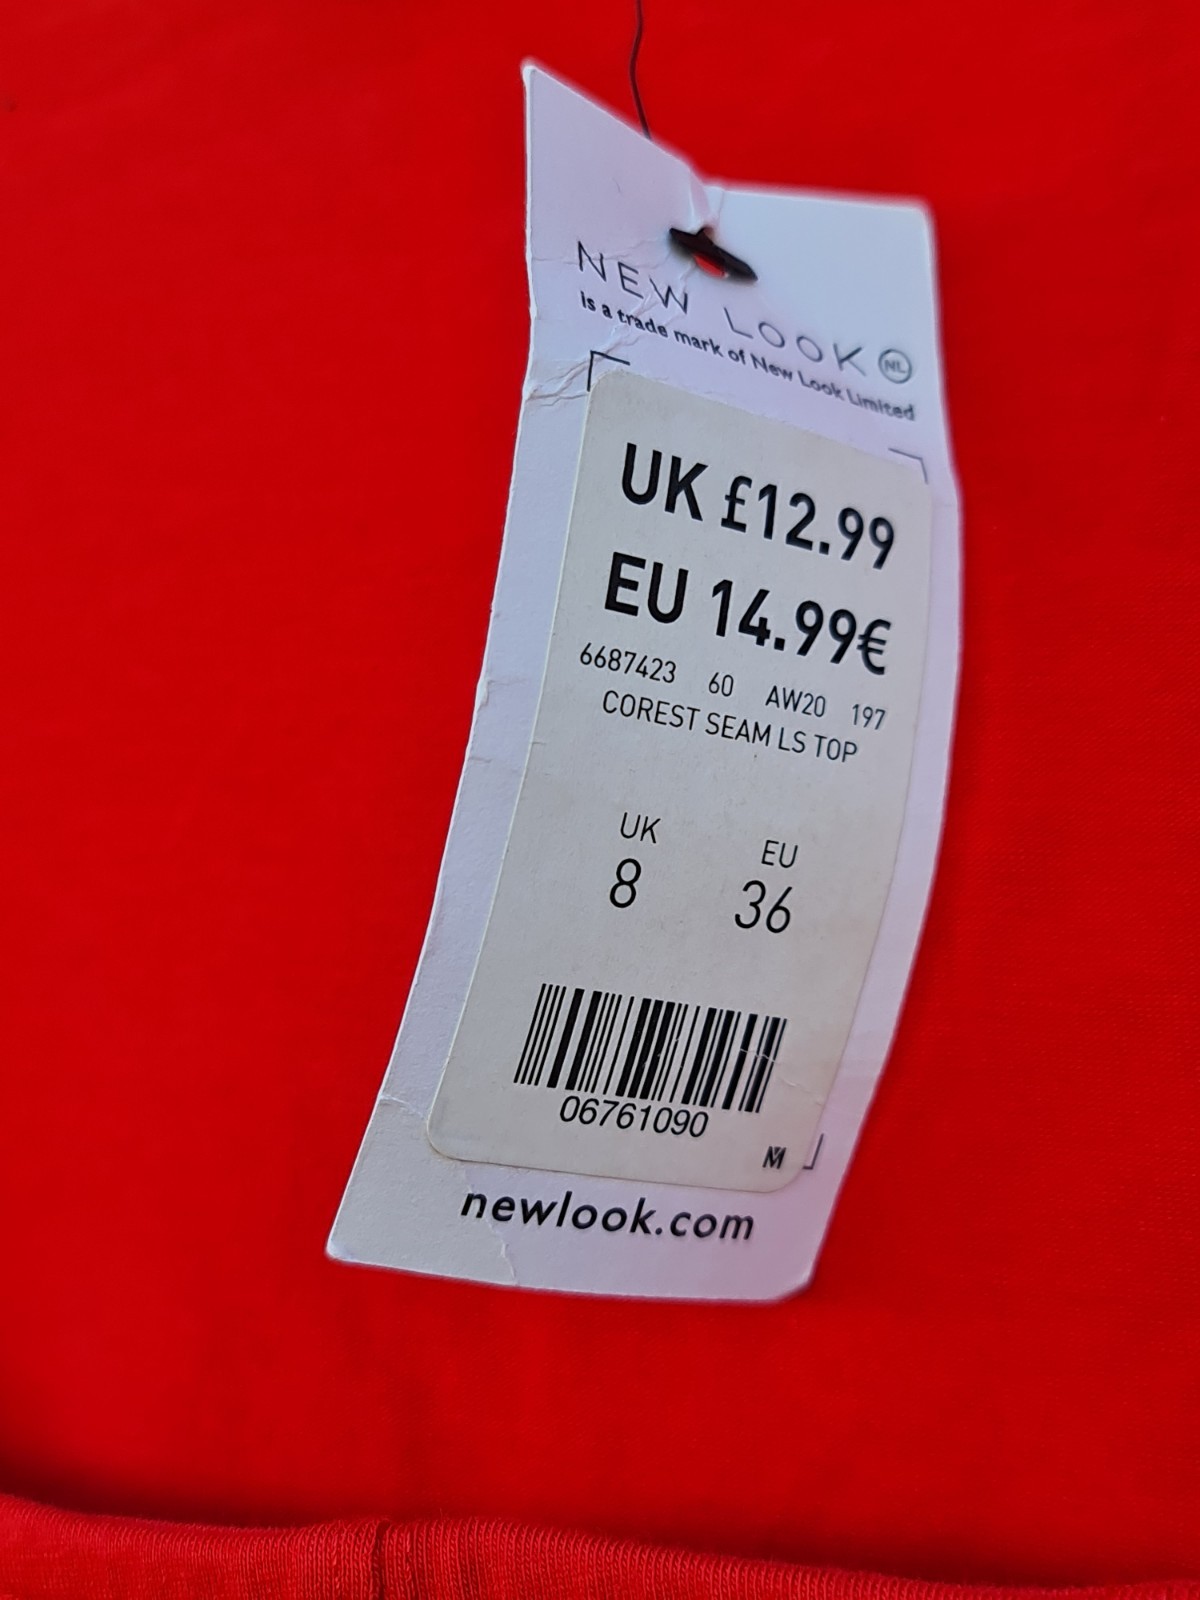 NEW LOOK NL
is a trade mark of New Look Limited
UK £12.99
EU 14.99€
6687423 60 AW20 197
COREST SEAM LS TOP
UK EU
8 36
06761090
M
newlook.com